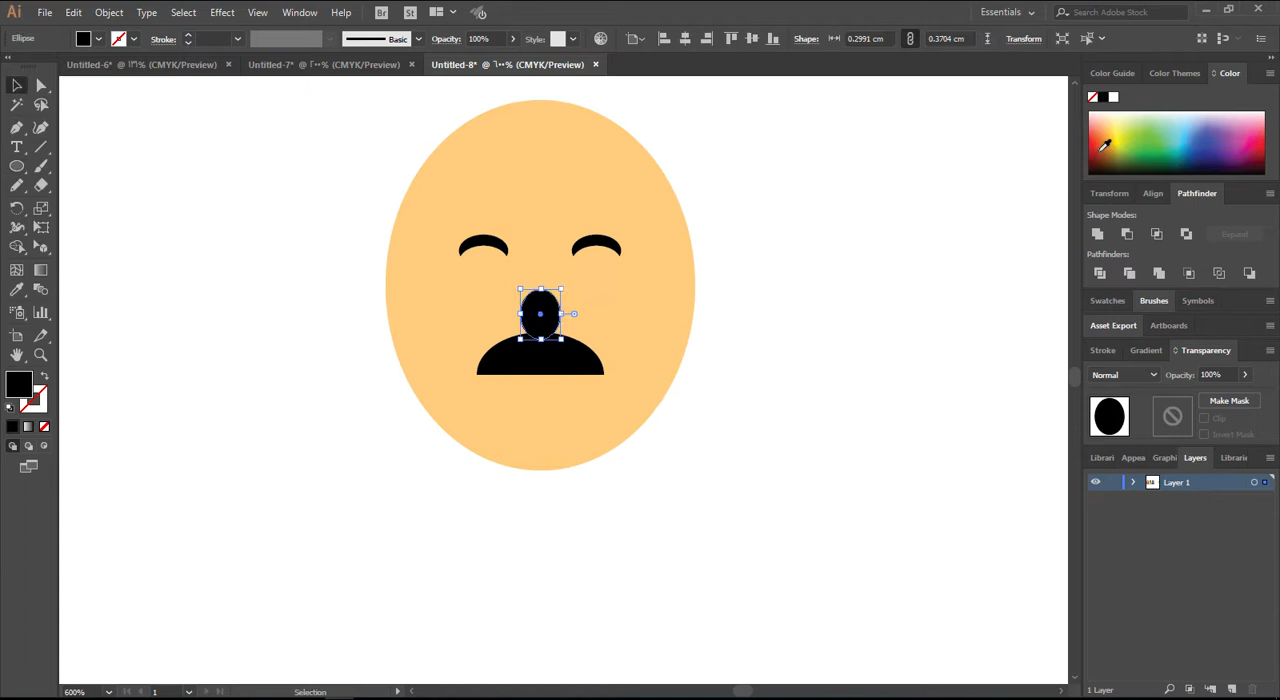 Ai File Edit Object Type Select Effect View Window Help Br St Essentials Search Adobe Stock
Ellipse Stroke: Basic Opacity: 100% Style: Shape: 0.2991 cm 0.3704 cm Transform
Untitled-6* @ ١٣٦% (CMYK/Preview) × Untitled-7* @ ٢٠٠% (CMYK/Preview) × Untitled-8* @ ٦٠٠% (CMYK/Preview) ×
Color Guide Color Themes Color
Transform Align Pathfinder
Shape Modes:
Expand
Pathfinders:
Swatches Brushes Symbols
Asset Export Artboards
Stroke Gradient Transparency
Normal Opacity: 100%
Make Mask
Clip
Invert Mask
Librari Appea Graphi Layers Librarie
Layer 1
600% 1 Selection 1 Layer